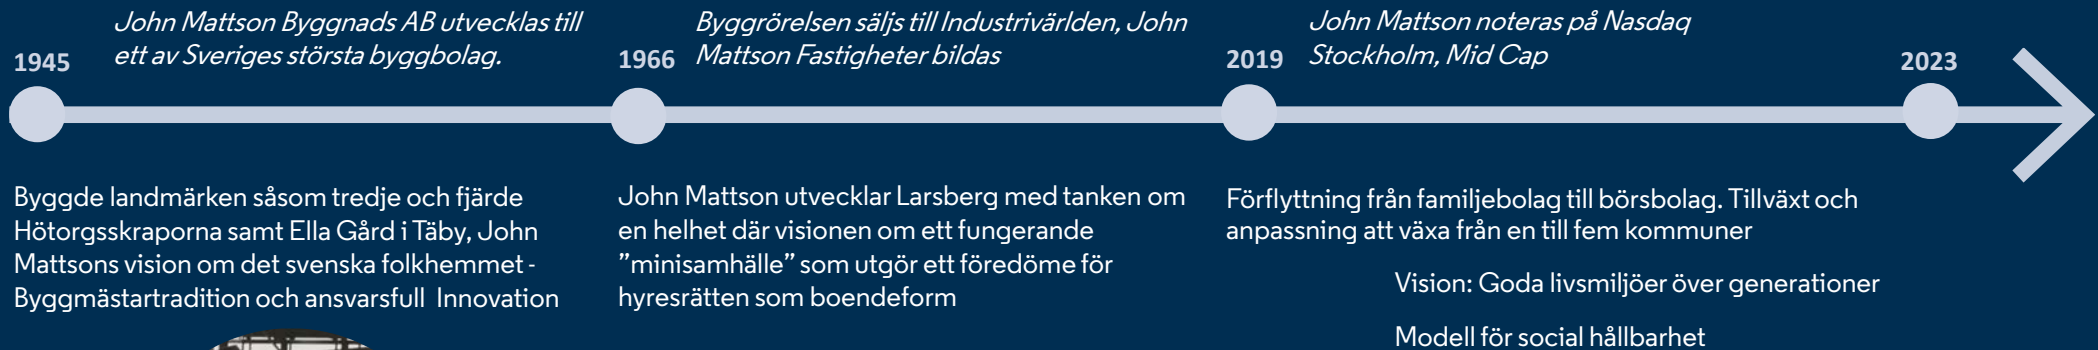 John Mattson Byggnads AB utvecklas till
ett av Sveriges största byggbolag.
1945
Byggrörelsen säljs till Industrivärlden, John
Mattson Fastigheter bildas
1966
John Mattson noteras på Nasdaq
Stockholm, Mid Cap
2019
2023
Byggde landmärken såsom tredje och fjärde
Hötorgsskraporna samt Ella Gård i Täby, John
Mattsons vision om det svenska folkhemmet -
Byggmästartradition och ansvarsfull Innovation
John Mattson utvecklar Larsberg med tanken om
en helhet där visionen om ett fungerande
”minisamhälle” som utgör ett föredöme för
hyresrätten som boendeform
Förflyttning från familjebolag till börsbolag. Tillväxt och
anpassning att växa från en till fem kommuner
Vision: Goda livsmiljöer över generationer
Modell för social hållbarhet